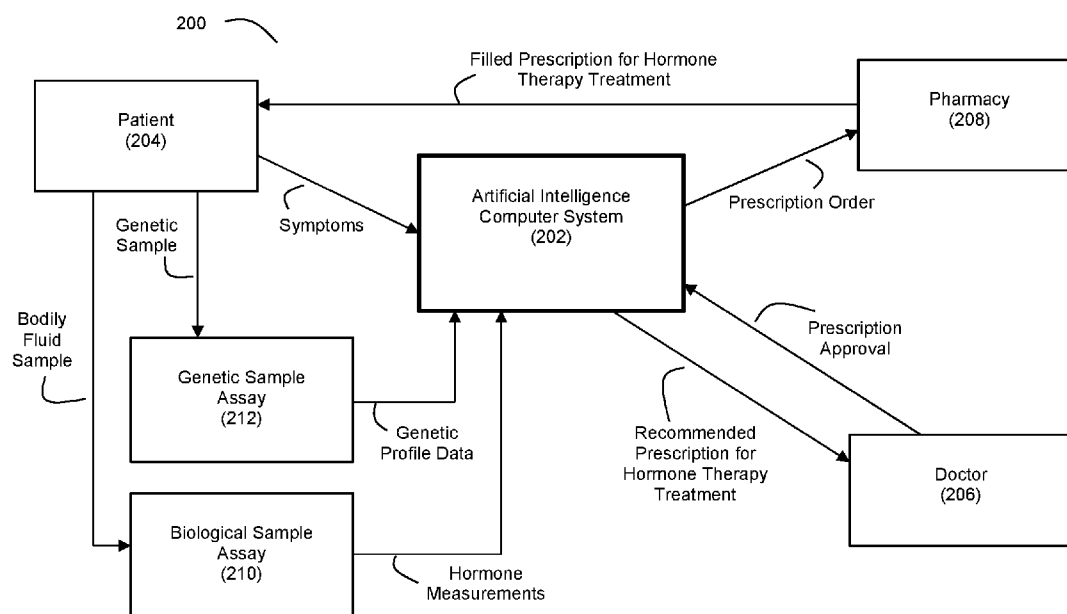 200
Filled Prescription for Hormone
Therapy Treatment
Patient
(204)
Pharmacy
(208)
Artificial Intelligence
Computer System
(202)
Symptoms
Prescription Order
Genetic
Sample
Bodily
Fluid
Sample
Prescription
Approval
Genetic Sample
Assay
(212)
Genetic
Profile Data
Recommended
Prescription for
Hormone Therapy
Treatment
Doctor
(206)
Biological Sample
Assay
(210)
Hormone
Measurements